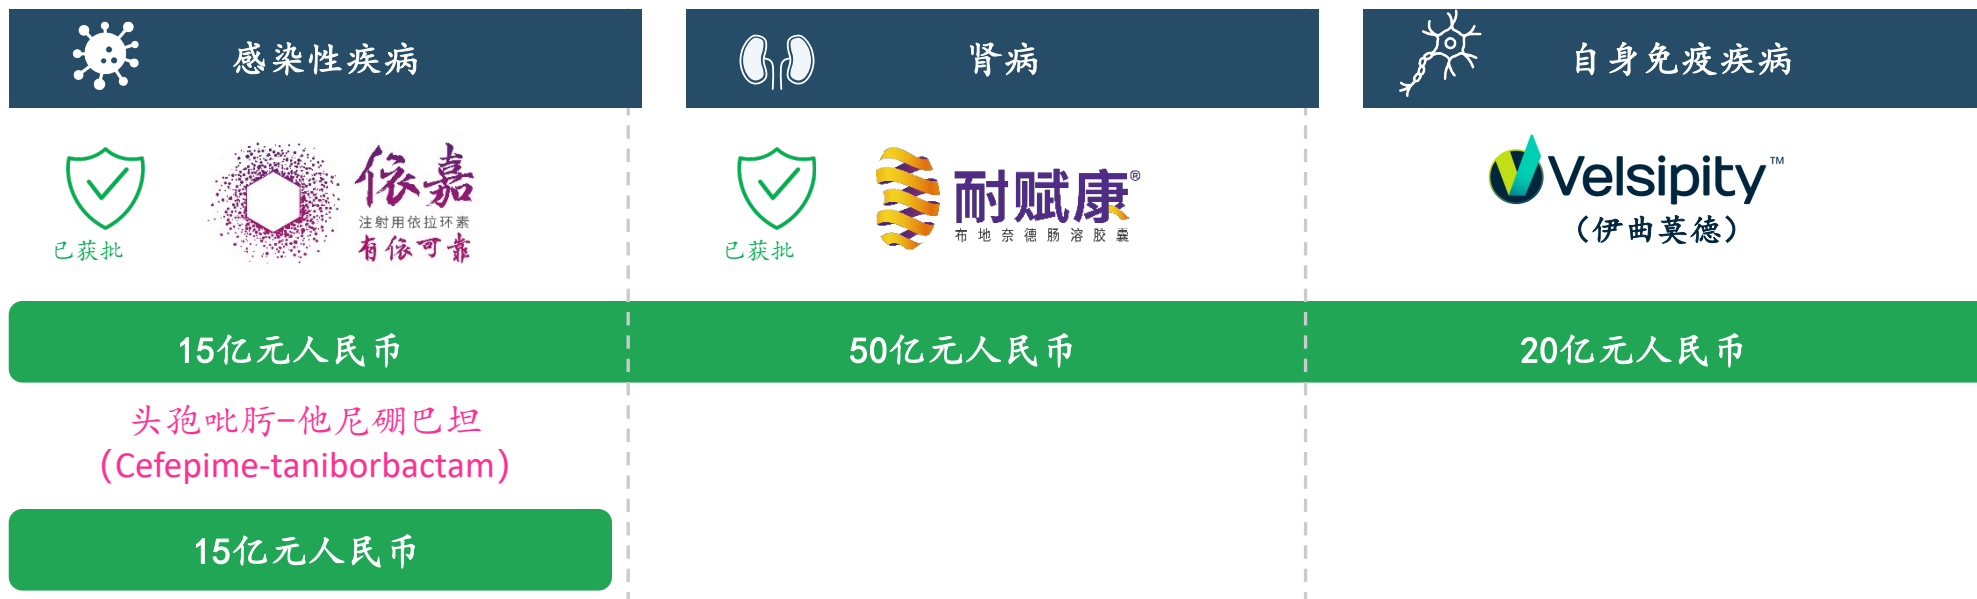 感染性疾病
肾病
自身免疫疾病
已获批
依嘉
注射用依拉环素
有依可靠
已获批
耐赋康®
布地奈德肠溶胶囊
Velsipity™
（伊曲莫德）
15亿元人民币
50亿元人民币
20亿元人民币
头孢吡肟-他尼硼巴坦
（Cefepime-taniborbactam）
15亿元人民币